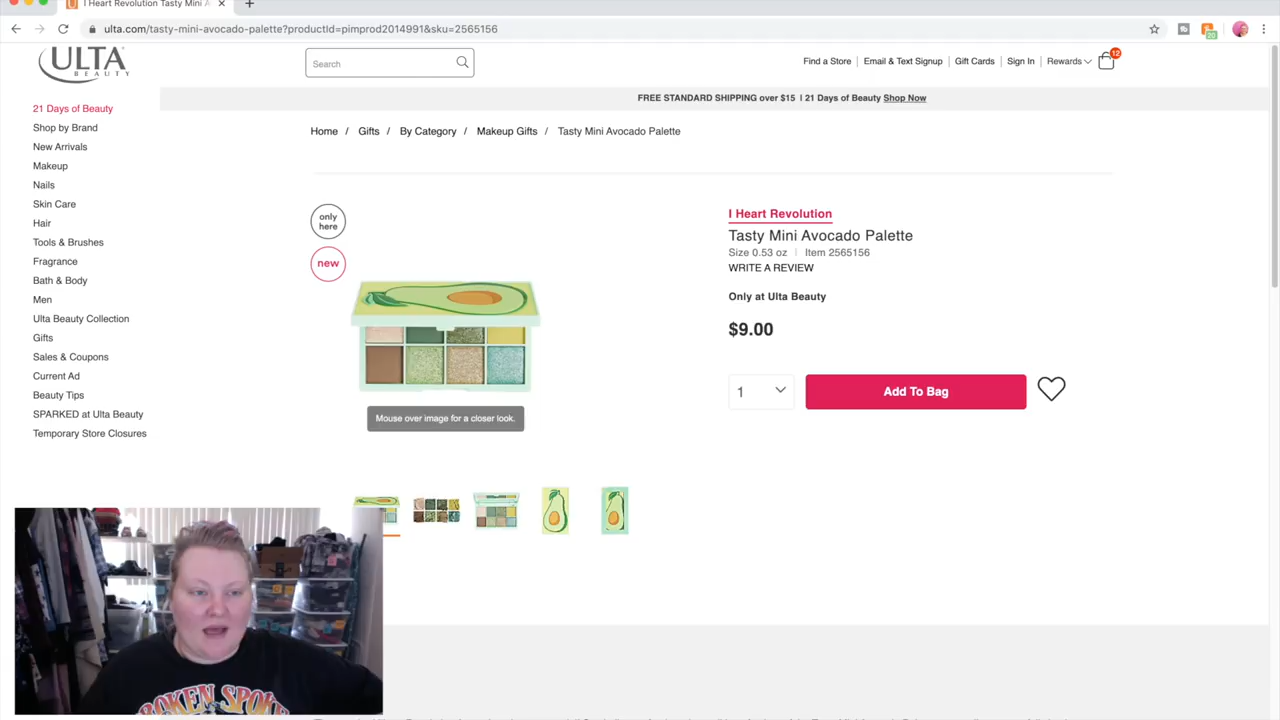 I Heart Revolution Tasty Mini A
ulta.com/tasty-mini-avocado-palette?productId=pimprod2014991&sku=2565156
20
ULTA
BEAUTY
Search
Find a Store
Email & Text Signup
Gift Cards
Sign In
Rewards
12
FREE STANDARD SHIPPING over $15 | 21 Days of Beauty Shop Now
21 Days of Beauty
Shop by Brand
New Arrivals
Makeup
Nails
Skin Care
Hair
Tools & Brushes
Fragrance
Bath & Body
Men
Ulta Beauty Collection
Gifts
Sales & Coupons
Current Ad
Beauty Tips
SPARKED at Ulta Beauty
Temporary Store Closures
Home / Gifts / By Category / Makeup Gifts / Tasty Mini Avocado Palette
only
here
new
Mouse over image for a closer look.
I Heart Revolution
Tasty Mini Avocado Palette
Size 0.53 oz | Item 2565156
WRITE A REVIEW
Only at Ulta Beauty
$9.00
1
Add To Bag
BROKEN SPOKE